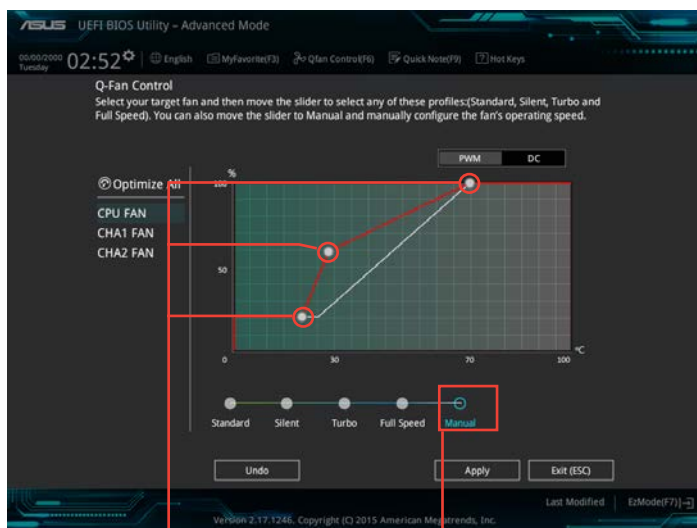 ASUS UEFI BIOS Utility – Advanced Mode
00/00/2000
Tuesday
02:52 English MyFavorite(F3) Qfan Control(F6) Quick Note(F9) ? Hot Keys
Q-Fan Control
Select your target fan and then move the slider to select any of these profiles:(Standard, Silent, Turbo and
Full Speed). You can also move the slider to Manual and manually configure the fan's operating speed.
PWM DC
Optimize All
CPU FAN
CHA1 FAN
CHA2 FAN
%
100
50
0 30 70 100
°C
Standard Silent Turbo Full Speed Manual
Undo Apply Exit (ESC)
Last Modified EzMode(F7)
Version 2.17.1246. Copyright (C) 2015 American Megatrends, Inc.